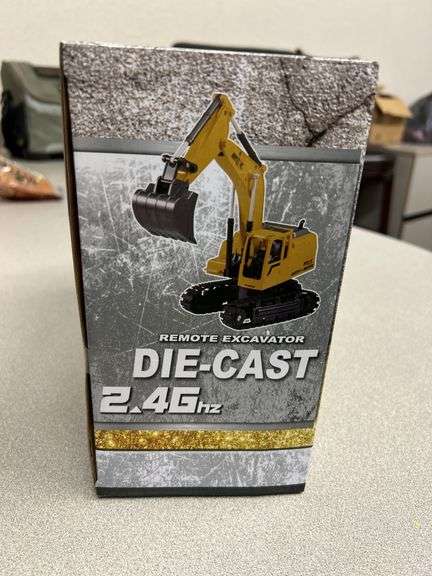 REMOTE EXCAVATOR
DIE-CAST
2.4Ghz